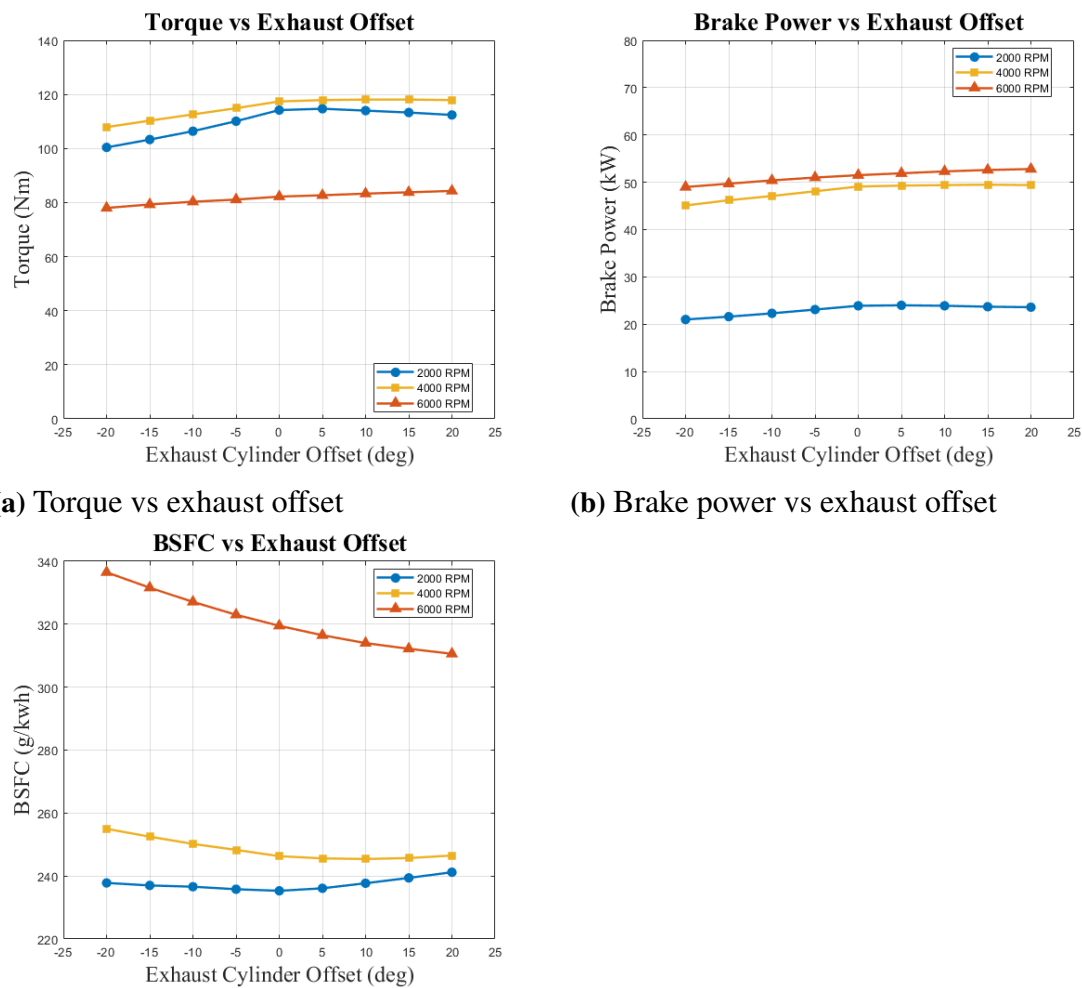 Torque vs Exhaust Offset
140
120
100
80
60
40
20
0
Torque (Nm)
2000 RPM
4000 RPM
6000 RPM
-25 -20 -15 -10 -5 0 5 10 15 20 25
Exhaust Cylinder Offset (deg)
Brake Power vs Exhaust Offset
80
70
60
50
40
30
20
10
0
Brake Power (kW)
2000 RPM
4000 RPM
6000 RPM
-25 -20 -15 -10 -5 0 5 10 15 20 25
Exhaust Cylinder Offset (deg)
a) Torque vs exhaust offset
(b) Brake power vs exhaust offset
BSFC vs Exhaust Offset
340
320
300
280
260
240
220
BSFC (g/kwh)
2000 RPM
4000 RPM
6000 RPM
-25 -20 -15 -10 -5 0 5 10 15 20 25
Exhaust Cylinder Offset (deg)